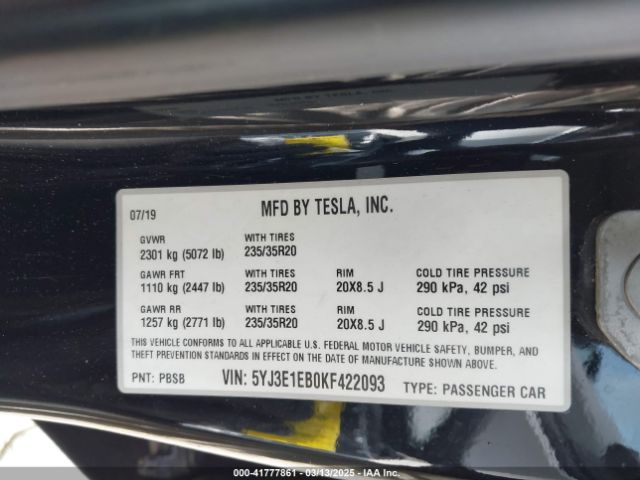 07/19 MFD BY TESLA, INC.
GVWR WITH TIRES
2301 kg (5072 lb) 235/35R20
GAWR FRT WITH TIRES RIM COLD TIRE PRESSURE
1110 kg (2447 lb) 235/35R20 20X8.5 J 290 kPa, 42 psi
GAWR RR WITH TIRES RIM COLD TIRE PRESSURE
1257 kg (2771 lb) 235/35R20 20X8.5 J 290 kPa, 42 psi
THIS VEHICLE CONFORMS TO ALL APPLICABLE U.S. FEDERAL MOTOR VEHICLE SAFETY, BUMPER, AND
THEFT PREVENTION STANDARDS IN EFFECT ON THE DATE OF MANUFACTURE SHOWN ABOVE.
PNT: PBSB VIN: 5YJ3E1EB0KF422093 TYPE: PASSENGER CAR
000-41777861 - 03/13/2025 - IAA Inc.